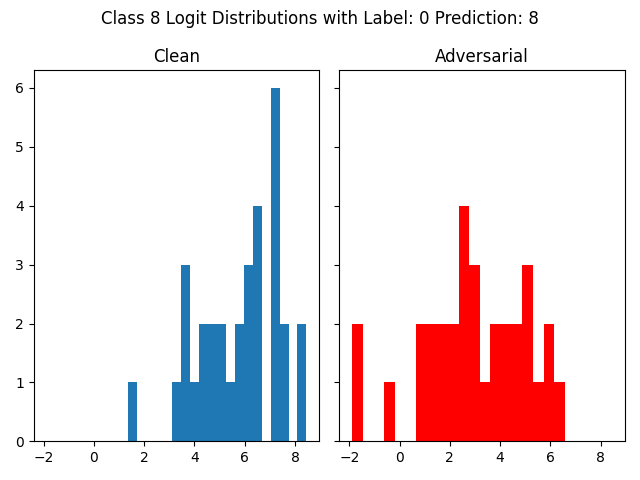 Class 8 Logit Distributions with Label: 0 Prediction: 8
Clean
Adversarial
6
5
4
3
2
1
0
−2 0 2 4 6 8
−2 0 2 4 6 8